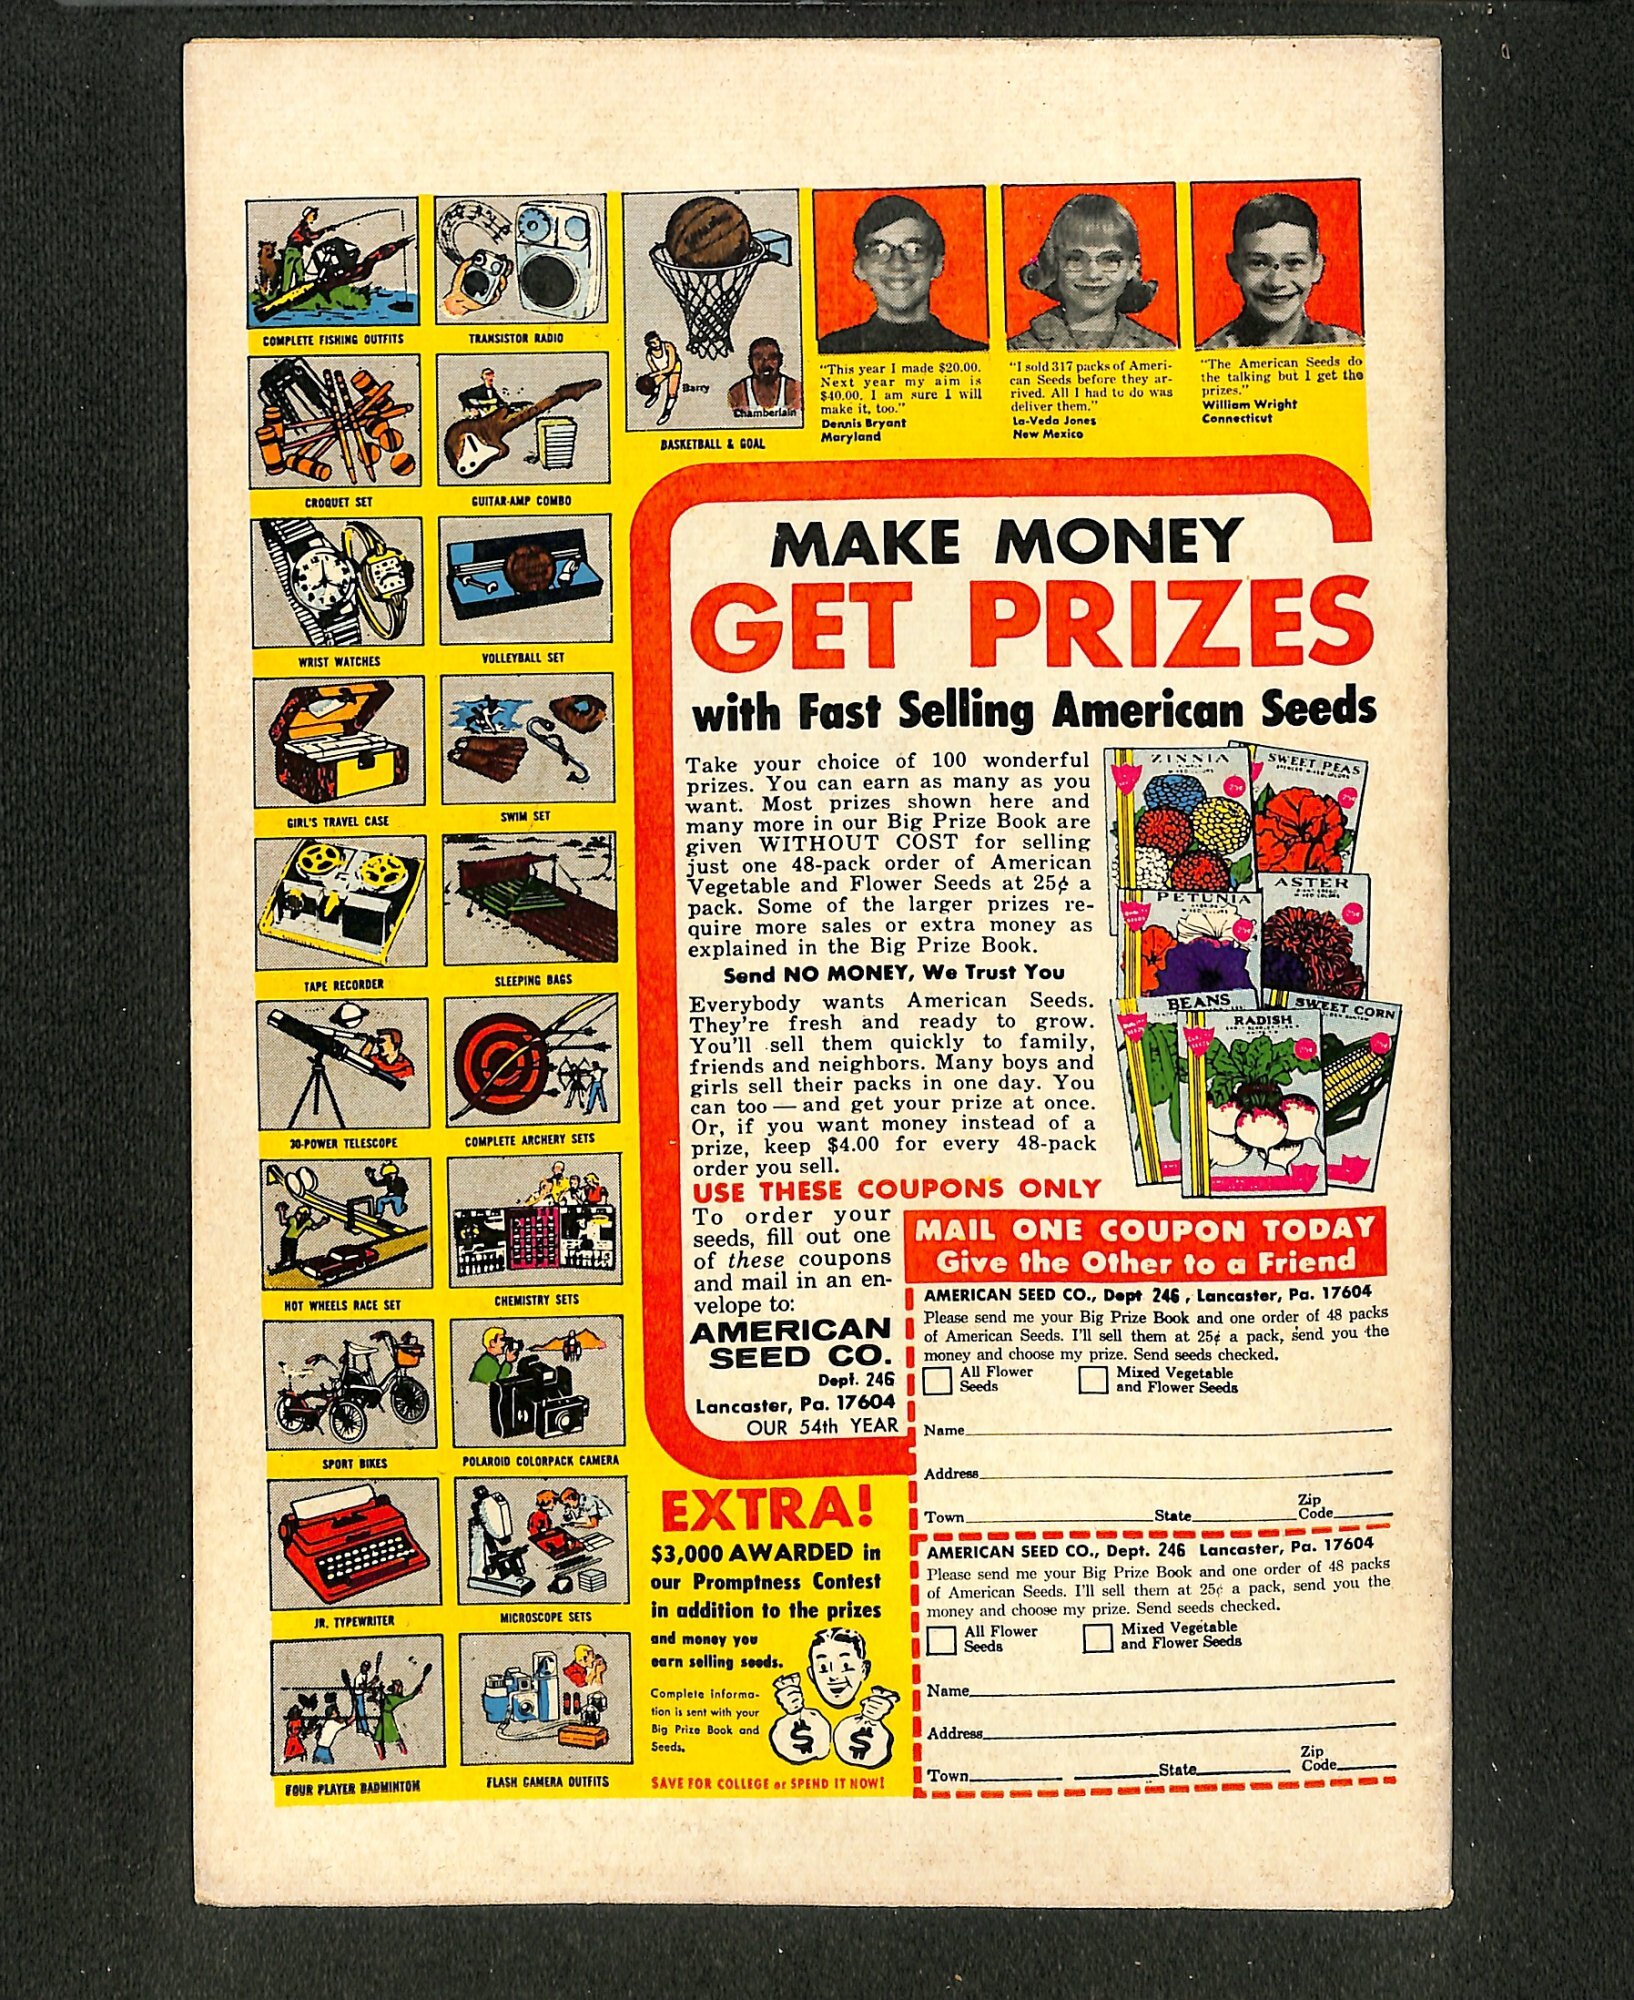 COMPLETE FISHING OUTFITS
TRANSISTOR RADIO
Barry
Chamberlain
BASKETBALL & GOAL
CROQUET SET
GUITAR-AMP COMBO
WRIST WATCHES
VOLLEYBALL SET
GIRL'S TRAVEL CASE
SWIM SET
TAPE RECORDER
SLEEPING BAGS
30-POWER TELESCOPE
COMPLETE ARCHERY SETS
HOT WHEELS RACE SET
CHEMISTRY SETS
SPORT BIKES
POLAROID COLORPACK CAMERA
JR. TYPEWRITER
MICROSCOPE SETS
FOUR PLAYER BADMINTON
FLASH CAMERA OUTFITS
"This year I made $20.00.
Next year my aim is
$40.00. I am sure I will
make it, too."
Dennis Bryant
Maryland
"I sold 317 packs of Ameri-
can Seeds before they ar-
rived. All I had to do was
deliver them."
La-Veda Jones
New Mexico
"The American Seeds do
the talking but I get the
prizes."
William Wright
Connecticut
MAKE MONEY
GET PRIZES
with Fast Selling American Seeds
Take your choice of 100 wonderful
prizes. You can earn as many as you
want. Most prizes shown here and
many more in our Big Prize Book are
given WITHOUT COST for selling
just one 48-pack order of American
Vegetable and Flower Seeds at 25¢ a
pack. Some of the larger prizes re-
quire more sales or extra money as
explained in the Big Prize Book.
Send NO MONEY, We Trust You
Everybody wants American Seeds.
They're fresh and ready to grow.
You'll sell them quickly to family,
friends and neighbors. Many boys and
girls sell their packs in one day. You
can too — and get your prize at once.
Or, if you want money instead of a
prize, keep $4.00 for every 48-pack
order you sell.
ZINNIA
SWEET PEAS
25¢
25¢
PETUNIA
ASTER
25¢
25¢
BEANS
RADISH
SWEET CORN
USE THESE COUPONS ONLY
To order your
seeds, fill out one
of these coupons
and mail in an en-
velope to:
AMERICAN
SEED CO.
Dept. 246
Lancaster, Pa. 17604
OUR 54th YEAR
MAIL ONE COUPON TODAY
Give the Other to a Friend
AMERICAN SEED CO., Dept 246, Lancaster, Pa. 17604
Please send me your Big Prize Book and one order of 48 packs
of American Seeds. I'll sell them at 25¢ a pack, send you the
money and choose my prize. Send seeds checked.
All Flower
Seeds
Mixed Vegetable
and Flower Seeds
Name
Address
Town State Zip Code
AMERICAN SEED CO., Dept. 246 Lancaster, Pa. 17604
Please send me your Big Prize Book and one order of 48 packs
of American Seeds. I'll sell them at 25¢ a pack, send you the
money and choose my prize. Send seeds checked.
All Flower
Seeds
Mixed Vegetable
and Flower Seeds
Name
Address
Town State Zip Code
EXTRA!
$3,000 AWARDED in
our Promptness Contest
in addition to the prizes
and money you
earn selling seeds.
Complete informa-
tion is sent with your
Big Prize Book and
Seeds.
$ $
SAVE FOR COLLEGE or SPEND IT NOW!